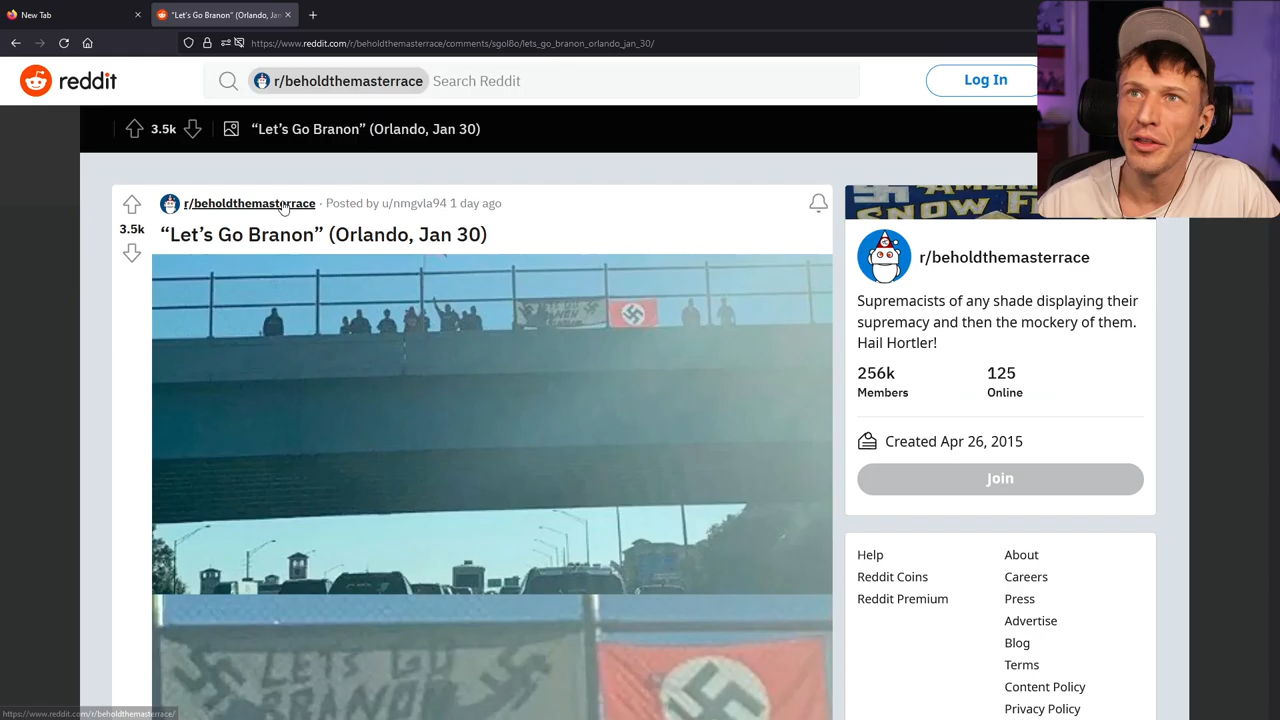 New Tab
“Let’s Go Branon” (Orlando, Jan
https://www.reddit.com/r/beholdthemasterrace/comments/sgol8o/lets_go_branon_orlando_jan_30/
reddit
r/beholdthemasterrace
Search Reddit
Log In
3.5k
“Let’s Go Branon” (Orlando, Jan 30)
r/beholdthemasterrace · Posted by u/nmgvla94 1 day ago
3.5k
“Let’s Go Branon” (Orlando, Jan 30)
SNOW
r/beholdthemasterrace
Supremacists of any shade displaying their
supremacy and then the mockery of them.
Hail Hortler!
256k
Members
125
Online
Created Apr 26, 2015
Join
Help
Reddit Coins
Reddit Premium
About
Careers
Press
Advertise
Blog
Terms
Content Policy
Privacy Policy
LET'S GO
https://www.reddit.com/r/beholdthemasterrace/